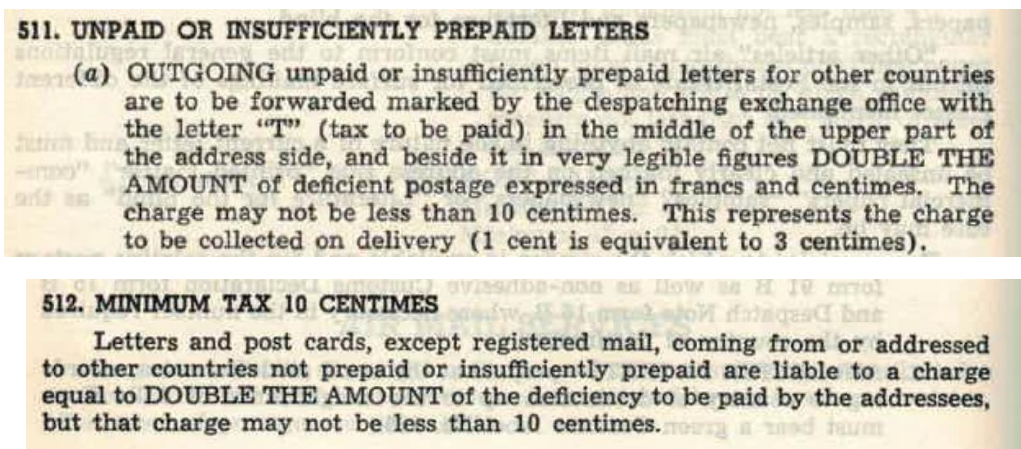 511. UNPAID OR INSUFFICIENTLY PREPAID LETTERS
(a) OUTGOING unpaid or insufficiently prepaid letters for other countries
are to be forwarded marked by the despatching exchange office with
the letter "T" (tax to be paid) in the middle of the upper part of
the address side, and beside it in very legible figures DOUBLE THE
AMOUNT of deficient postage expressed in francs and centimes. The
charge may not be less than 10 centimes. This represents the charge
to be collected on delivery (1 cent is equivalent to 3 centimes).
512. MINIMUM TAX 10 CENTIMES
Letters and post cards, except registered mail, coming from or addressed
to other countries not prepaid or insufficiently prepaid are liable to a charge
equal to DOUBLE THE AMOUNT of the deficiency to be paid by the addressees,
but that charge may not be less than 10 centimes.